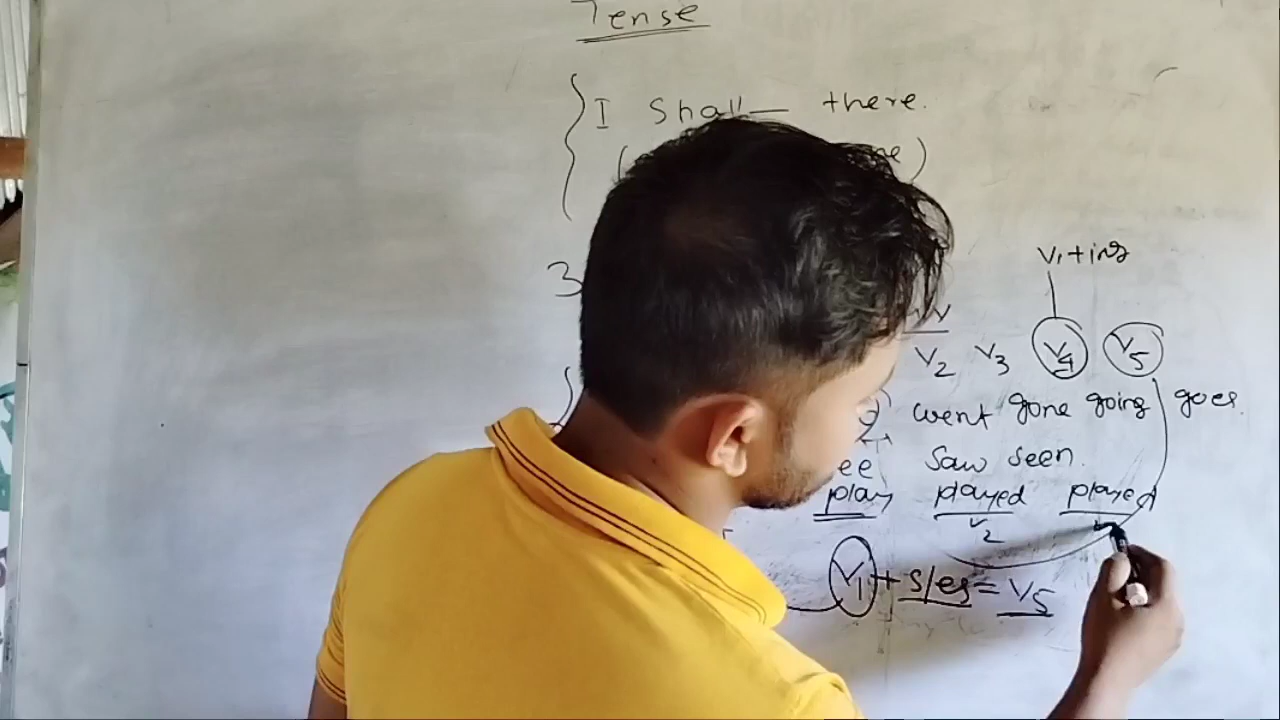 Tense
I Shall — there.
3
V1+ing
V2 V3 V4 V5
went gone going goes
saw seen.
play played played
V2
V1+s/es=V5